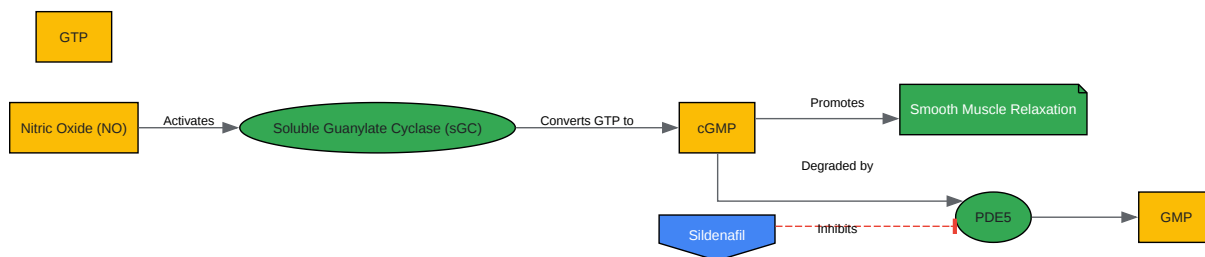 GTP
Nitric Oxide (NO)
Activates
Soluble Guanylate Cyclase (sGC)
Converts GTP to
cGMP
Promotes
Smooth Muscle Relaxation
Degraded by
Sildenafil
Inhibits
PDE5
GMP